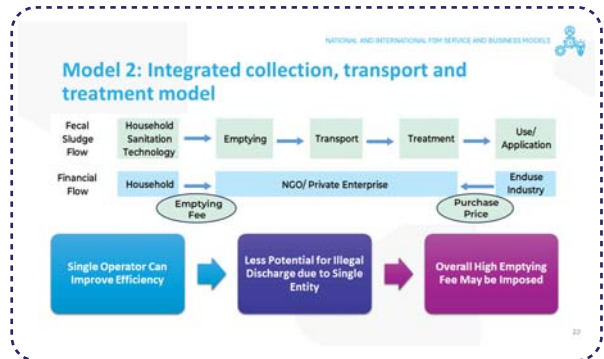 NATIONAL AND INTERNATIONAL FSM SERVICE AND BUSINESS MODELS
Model 2: Integrated collection, transport and
treatment model
Fecal
Sludge
Flow
Household
Sanitation
Technology
Emptying
Transport
Treatment
Use/
Application
Financial
Flow
Household
NGO/ Private Enterprise
Enduse
Industry
Emptying
Fee
Purchase
Price
Single Operator Can
Improve Efficiency
Less Potential for Illegal
Discharge due to Single
Entity
Overall High Emptying
Fee May be Imposed
22